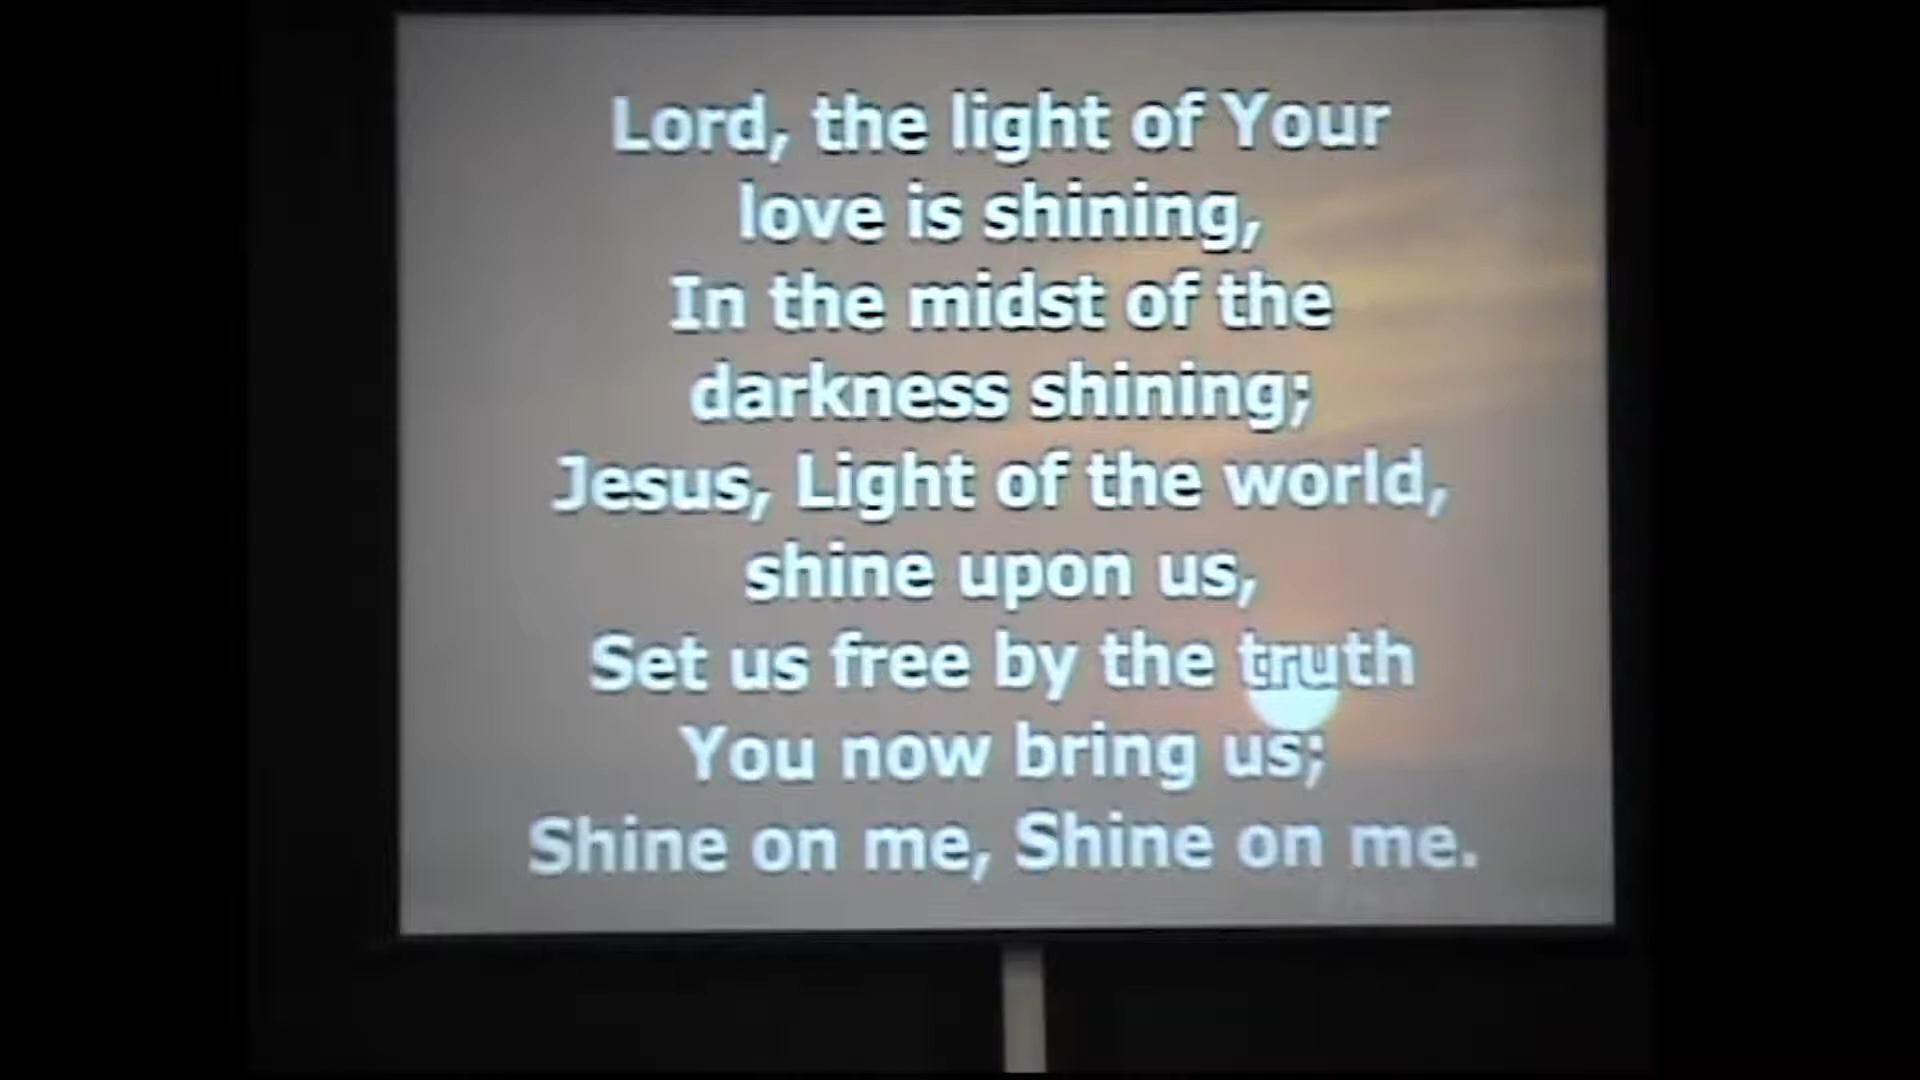 Lord, the light of Your
love is shining,
In the midst of the
darkness shining;
Jesus, Light of the world,
shine upon us,
Set us free by the truth
You now bring us;
Shine on me, Shine on me.